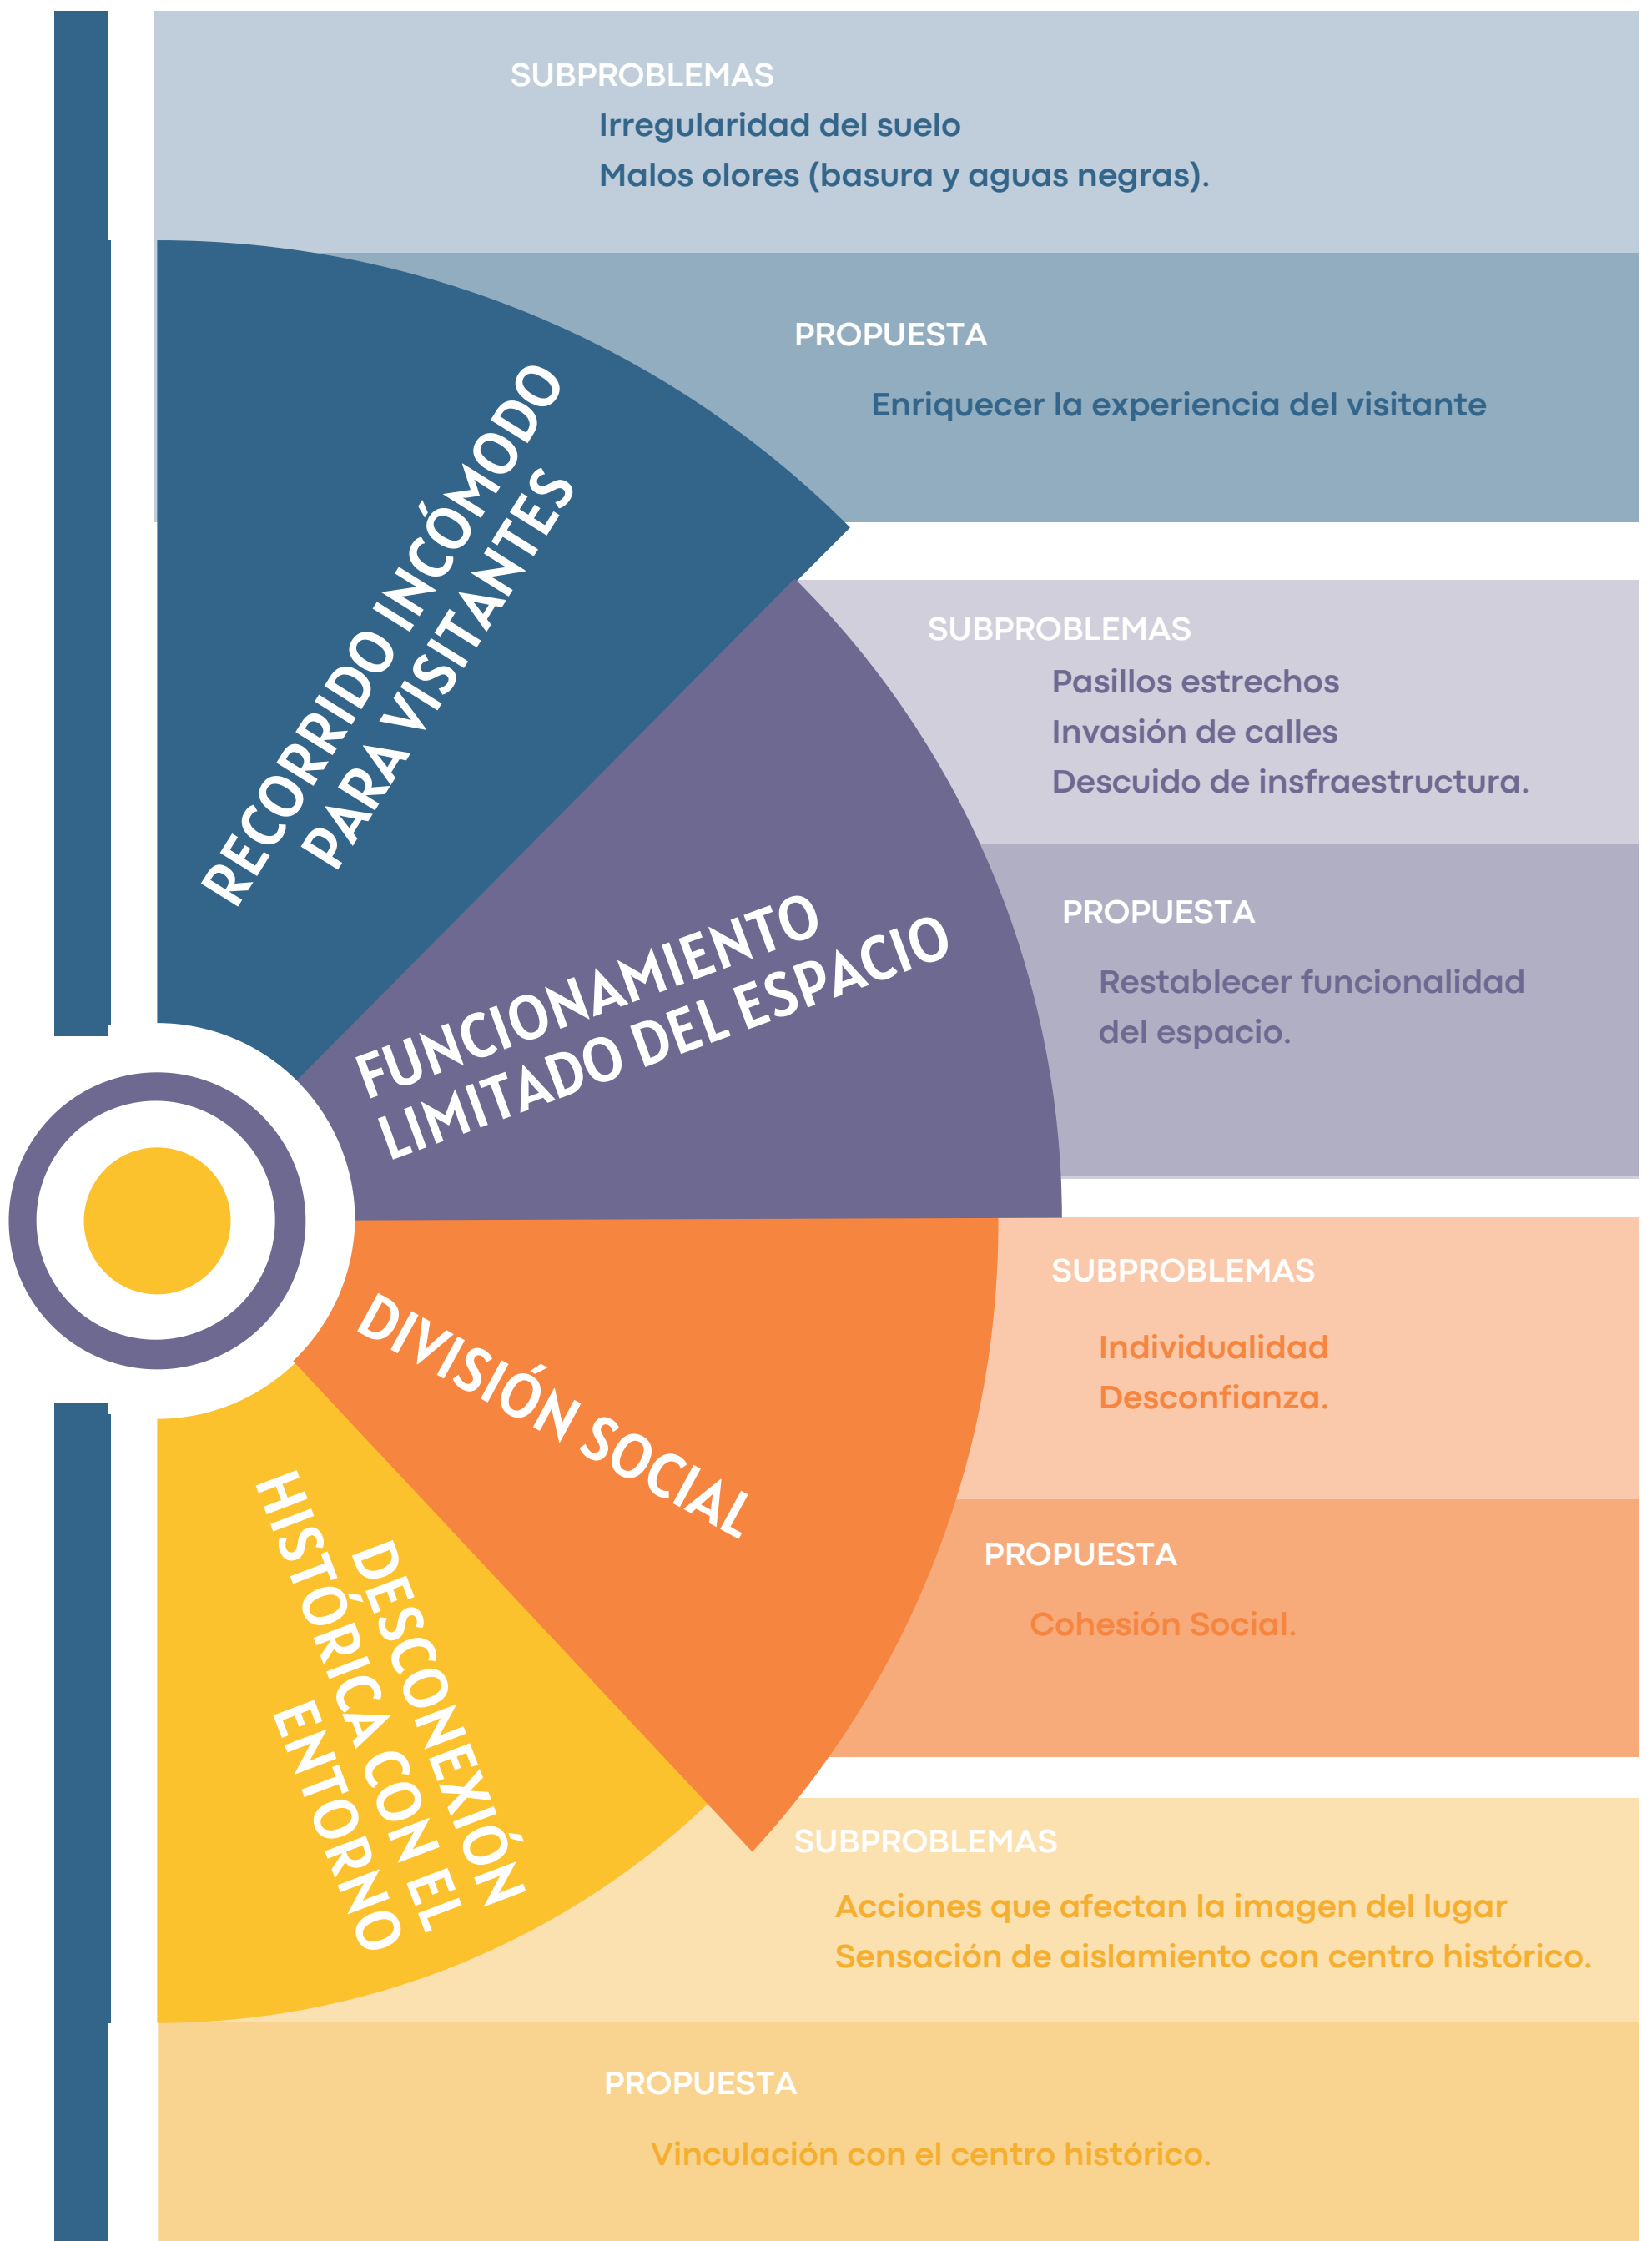 SUBPROBLEMAS
Irregularidad del suelo
Malos olores (basura y aguas negras).
PROPUESTA
Enriquecer la experiencia del visitante
RECORRIDO INCÓMODO
PARA VISITANTES
SUBPROBLEMAS
Pasillos estrechos
Invasión de calles
Descuido de insfraestructura.
PROPUESTA
Restablecer funcionalidad
del espacio.
FUNCIONAMIENTO
LIMITADO DEL ESPACIO
SUBPROBLEMAS
Individualidad
Desconfianza.
DIVISIÓN SOCIAL
PROPUESTA
Cohesión Social.
DESCONEXIÓN
HISTÓRICA CON EL
ENTORNO
SUBPROBLEMAS
Acciones que afectan la imagen del lugar
Sensación de aislamiento con centro histórico.
PROPUESTA
Vinculación con el centro histórico.